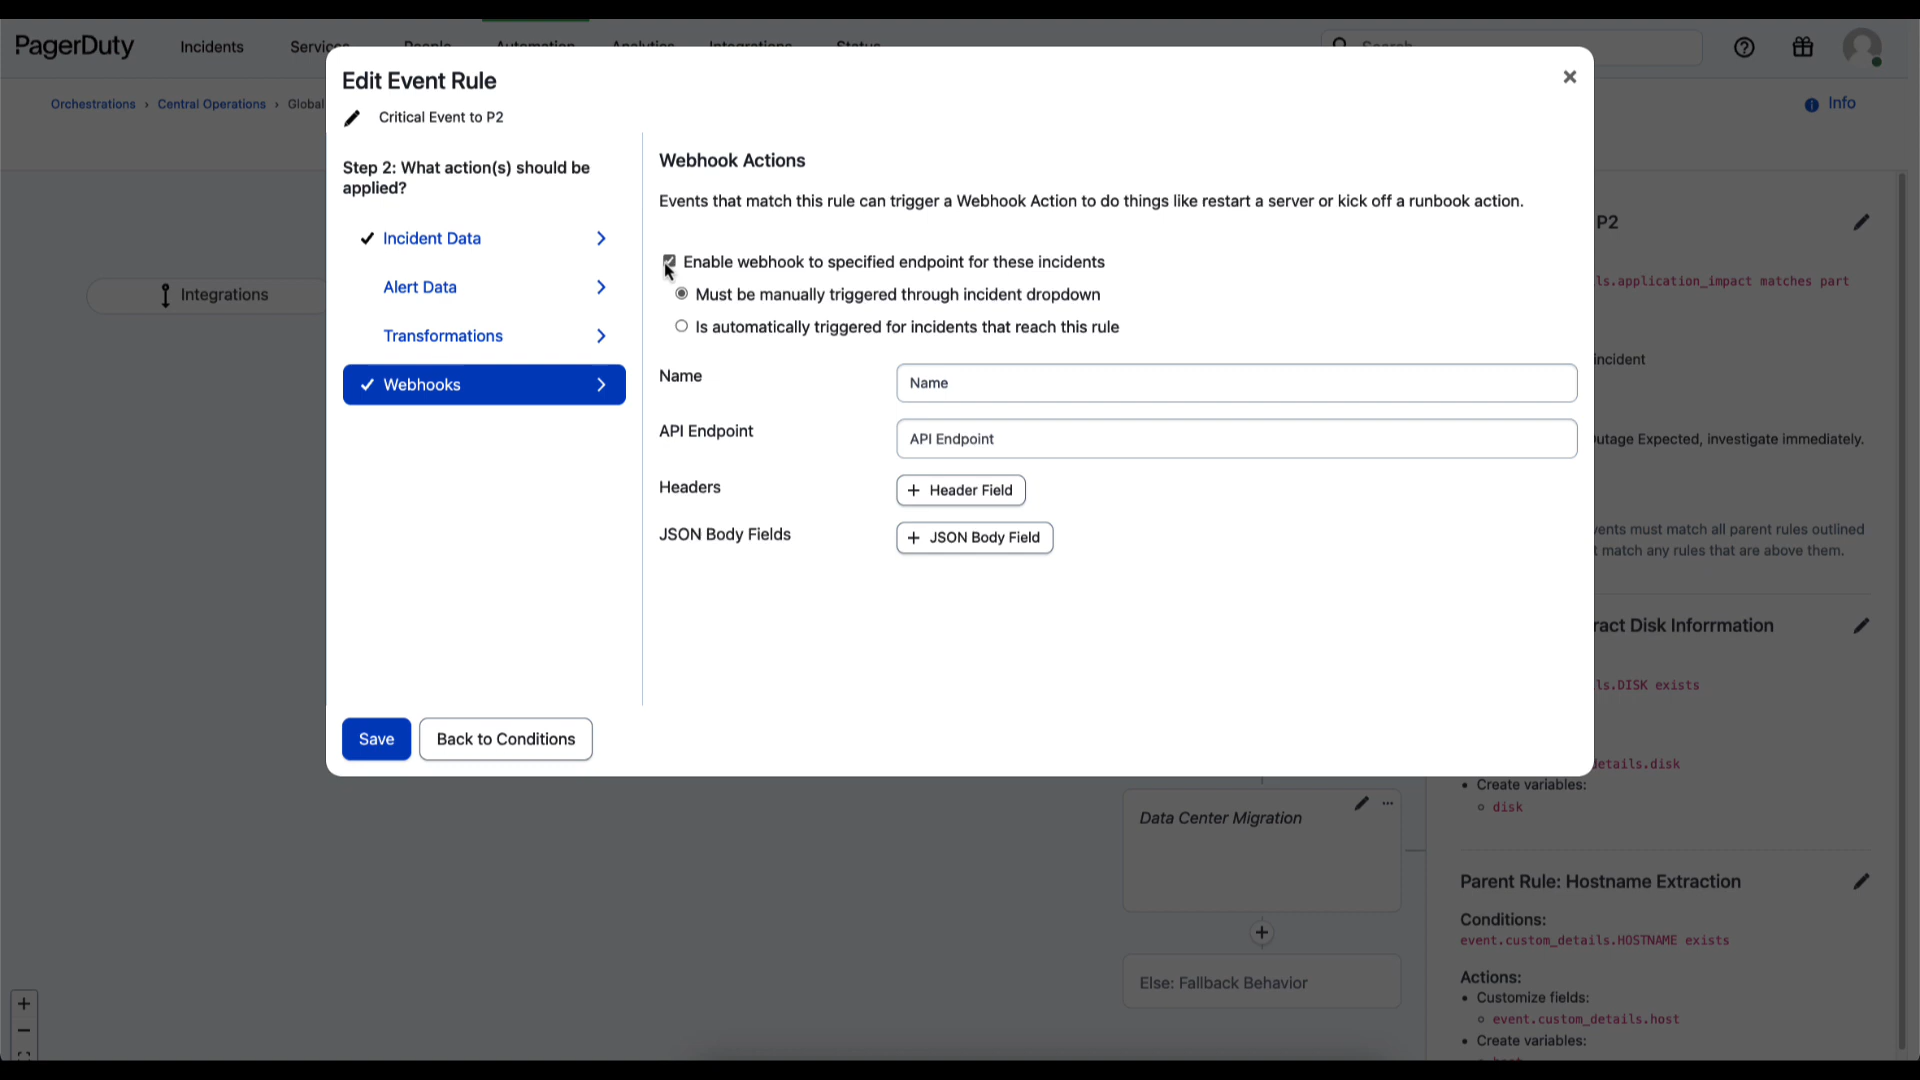 PagerDuty
Incidents
Services
People
Automation
Analytics
Integrations
Status
Search
Orchestrations › Central Operations › Global
Info
Edit Event Rule
Critical Event to P2
Step 2: What action(s) should be
applied?
Incident Data
Alert Data
Transformations
Webhooks
Webhook Actions
Events that match this rule can trigger a Webhook Action to do things like restart a server or kick off a runbook action.
Enable webhook to specified endpoint for these incidents
Must be manually triggered through incident dropdown
Is automatically triggered for incidents that reach this rule
Name
Name
API Endpoint
API Endpoint
Headers
+ Header Field
JSON Body Fields
+ JSON Body Field
Save
Back to Conditions
Integrations
P2
ls.application_impact matches part
incident
utage Expected, investigate immediately.
ents must match all parent rules outlined
t match any rules that are above them.
ract Disk Inforrmation
ls.DISK exists
details.disk
• Create variables:
disk
Data Center Migration
Else: Fallback Behavior
Parent Rule: Hostname Extraction
Conditions:
event.custom_details.HOSTNAME exists
Actions:
• Customize fields:
event.custom_details.host
• Create variables: